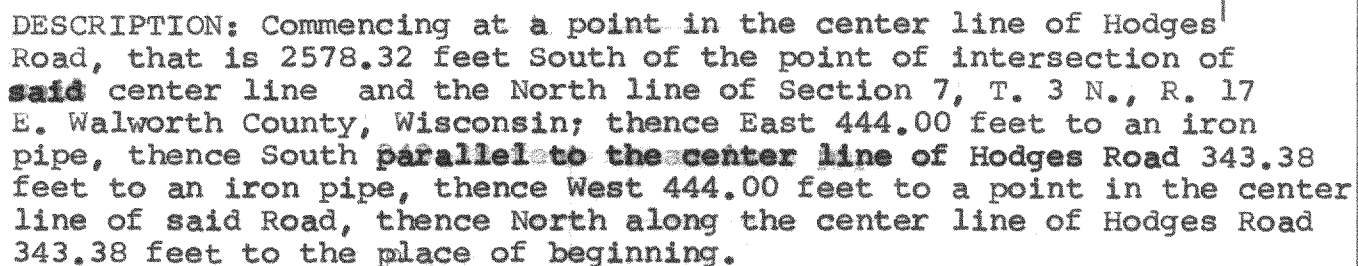 DESCRIPTION: Commencing at a point in the center line of Hodges
Road, that is 2578.32 feet South of the point of intersection of
said center line and the North line of Section 7, T. 3 N., R. 17
E. Walworth County, Wisconsin; thence East 444.00 feet to an iron
pipe, thence South parallel to the center line of Hodges Road 343.38
feet to an iron pipe, thence West 444.00 feet to a point in the center
line of said Road, thence North along the center line of Hodges Road
343.38 feet to the place of beginning.